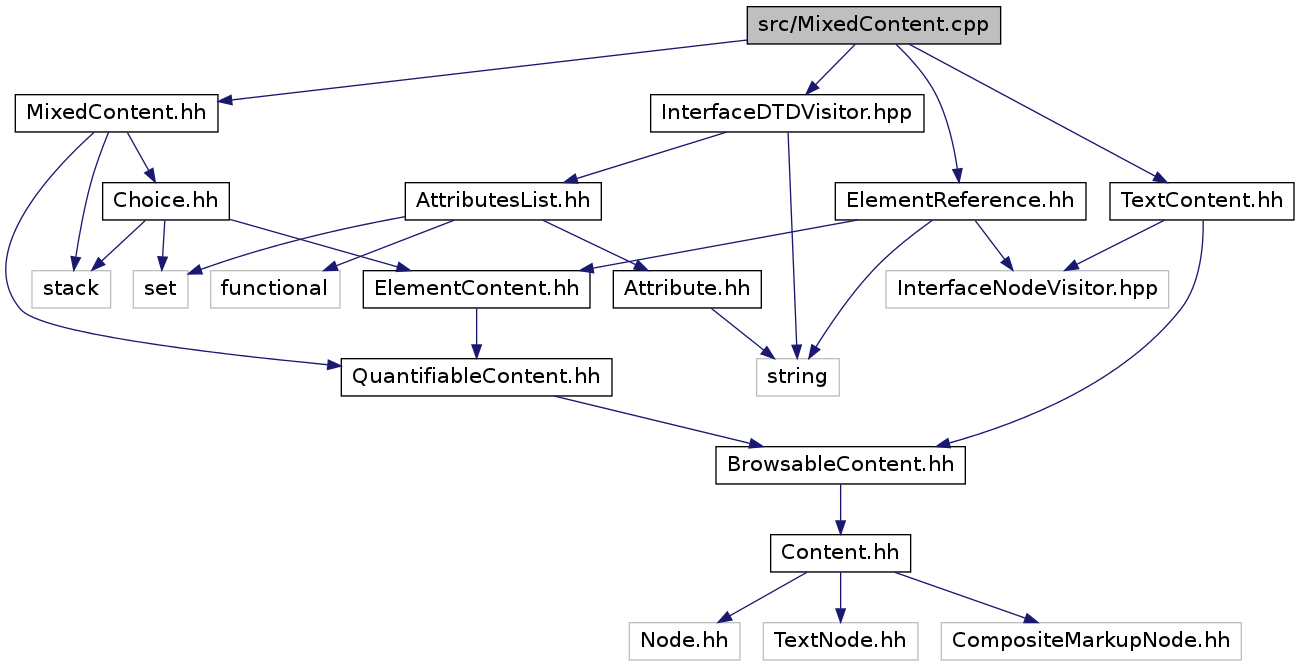 src/MixedContent.cpp
MixedContent.hh
InterfaceDTDVisitor.hpp
Choice.hh
AttributesList.hh
ElementReference.hh
TextContent.hh
stack
set
functional
ElementContent.hh
Attribute.hh
InterfaceNodeVisitor.hpp
QuantifiableContent.hh
string
BrowsableContent.hh
Content.hh
Node.hh
TextNode.hh
CompositeMarkupNode.hh